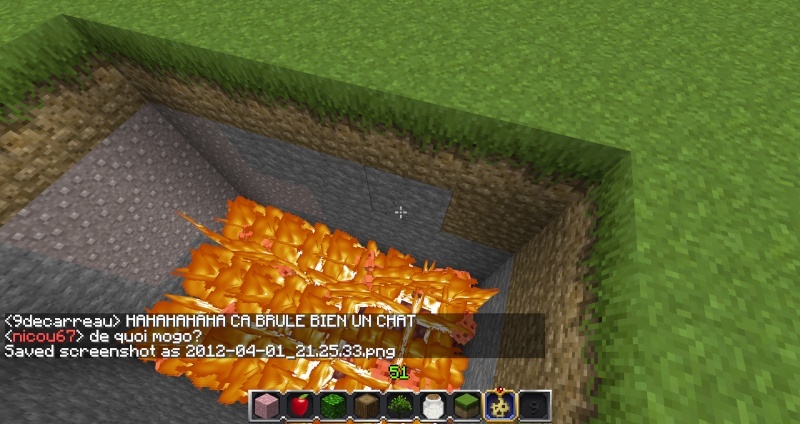 <9decarreau> HAHAHAHAHA CA BRULE BIEN UN CHAT
<nicou67> de quoi mogo?
Saved screenshot as 2012-04-01_21.25.33.png
51
9